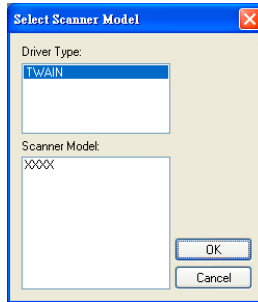 Select Scanner Model
Driver Type:
TWAIN
Scanner Model:
XXXX
OK
Cancel